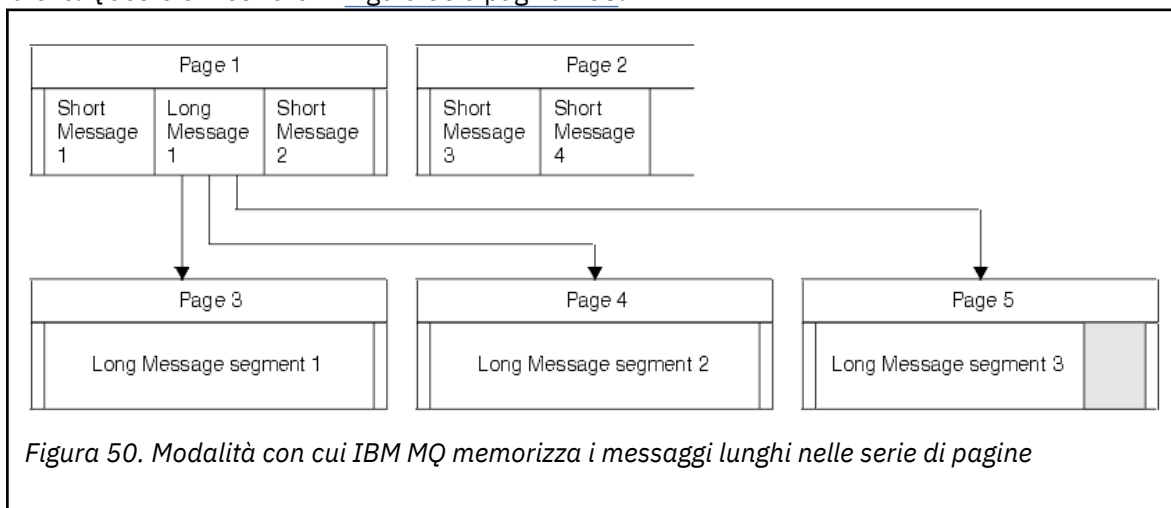 Page 1
Page 2
Short Message 1
Long Message 1
Short Message 2
Short Message 3
Short Message 4
Page 3
Page 4
Page 5
Long Message segment 1
Long Message segment 2
Long Message segment 3
Figura 50. Modalità con cui IBM MQ memorizza i messaggi lunghi nelle serie di pagine